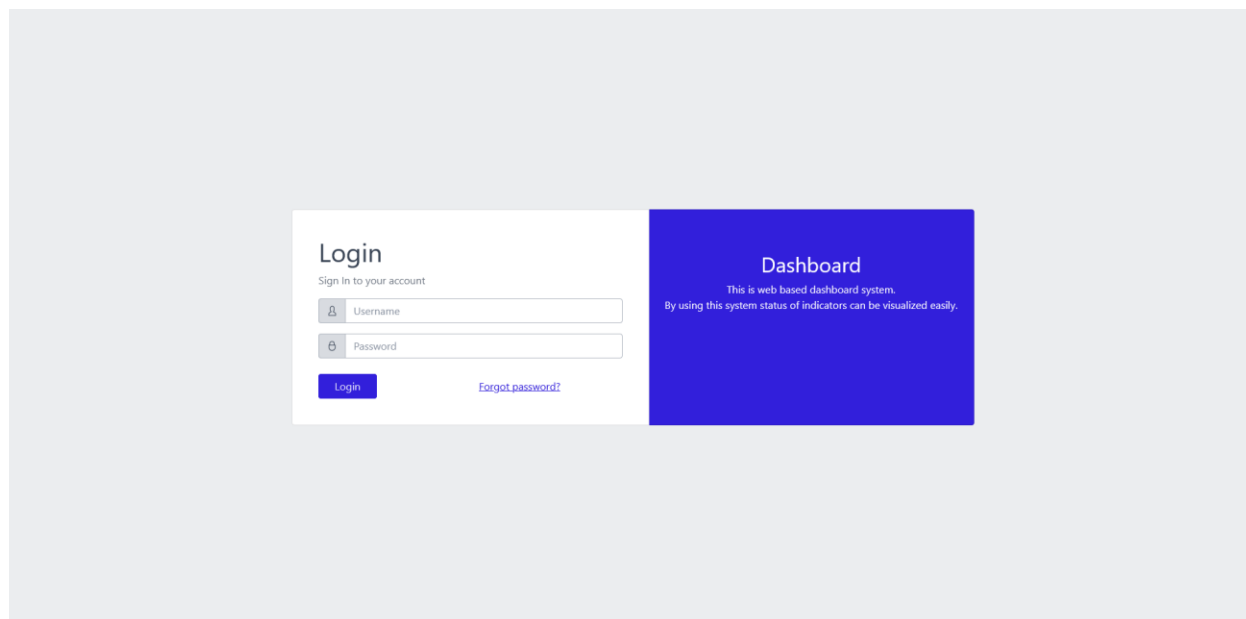 Login
Sign In to your account
Username
Password
Login
Forgot password?
Dashboard
This is web based dashboard system.
By using this system status of indicators can be visualized easily.